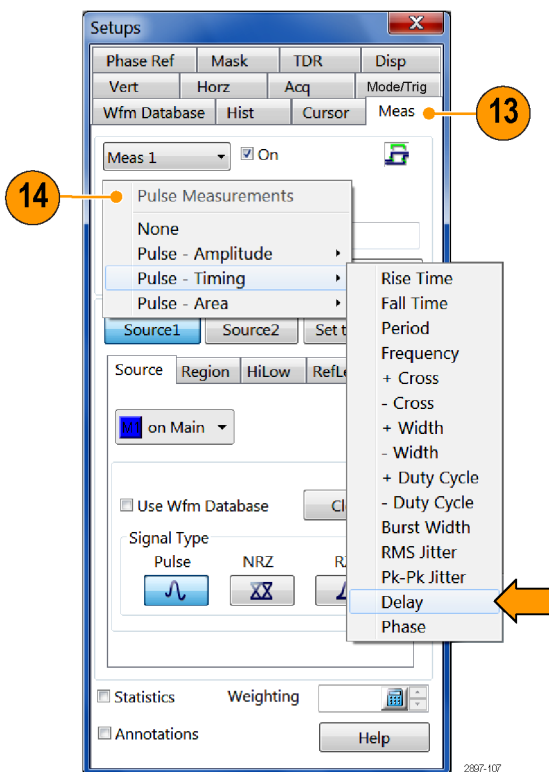 Setups
Phase Ref Mask TDR Disp
Vert Horz Acq Mode/Trig
Wfm Database Hist Cursor Meas
13
Meas 1 On
14
Pulse Measurements
None
Pulse - Amplitude
Pulse - Timing
Pulse - Area
Rise Time
Fall Time
Period
Frequency
+ Cross
- Cross
+ Width
- Width
+ Duty Cycle
- Duty Cycle
Burst Width
RMS Jitter
Pk-Pk Jitter
Delay
Phase
Source1 Source2 Set t
Source Region HiLow
on Main
Use Wfm Database
Signal Type
Pulse NRZ
Statistics Weighting
Annotations Help
2897-107